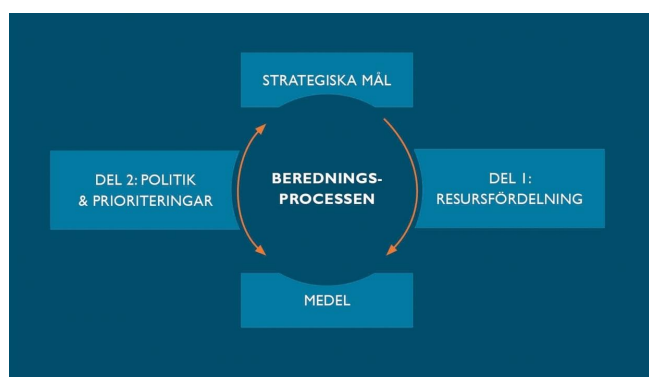 STRATEGISKA MÅL
DEL 2: POLITIK
& PRIORITERINGAR
BEREDNINGS-
PROCESSEN
DEL 1:
RESURSFÖRDELNING
MEDEL